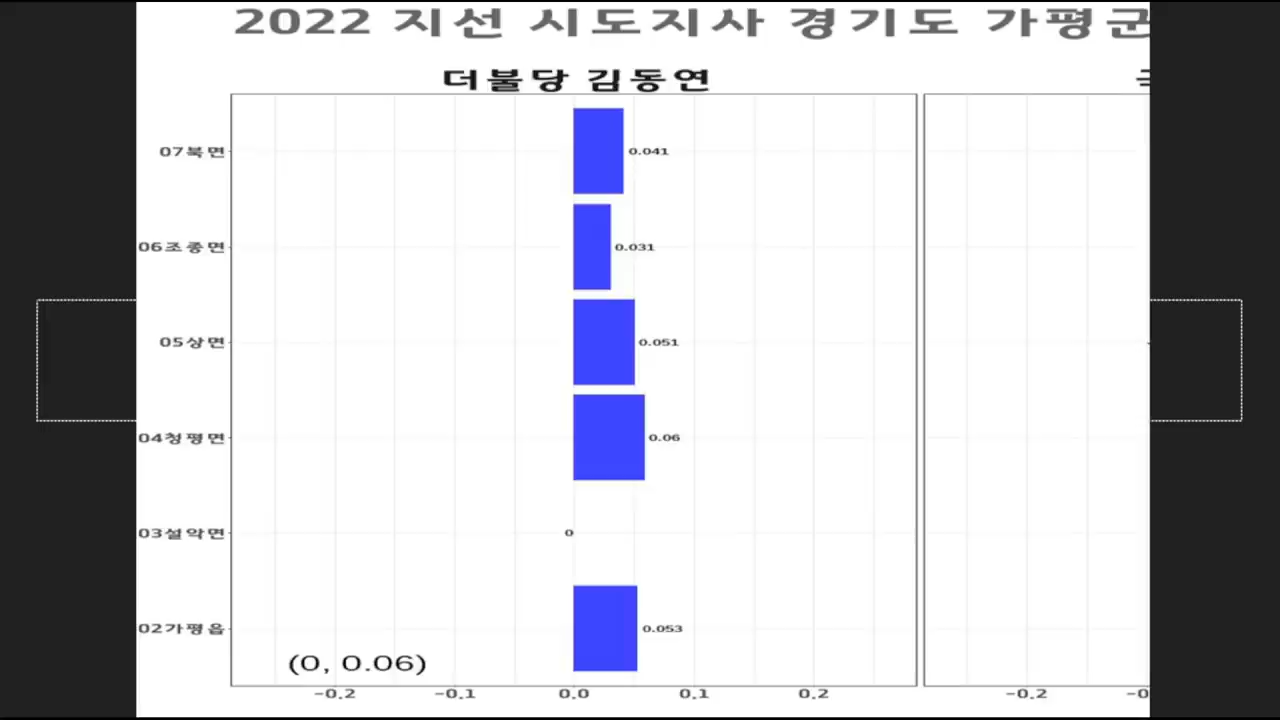 2022 지선 시도지사 경기도 가평군
더불당 김동연
07북면
0.041
06조종면
0.031
05상면
0.051
04청평면
0.06
03설악면
0
02가평읍
0.053
(0, 0.06)
-0.2 -0.1 0.0 0.1 0.2
-0.2 -0